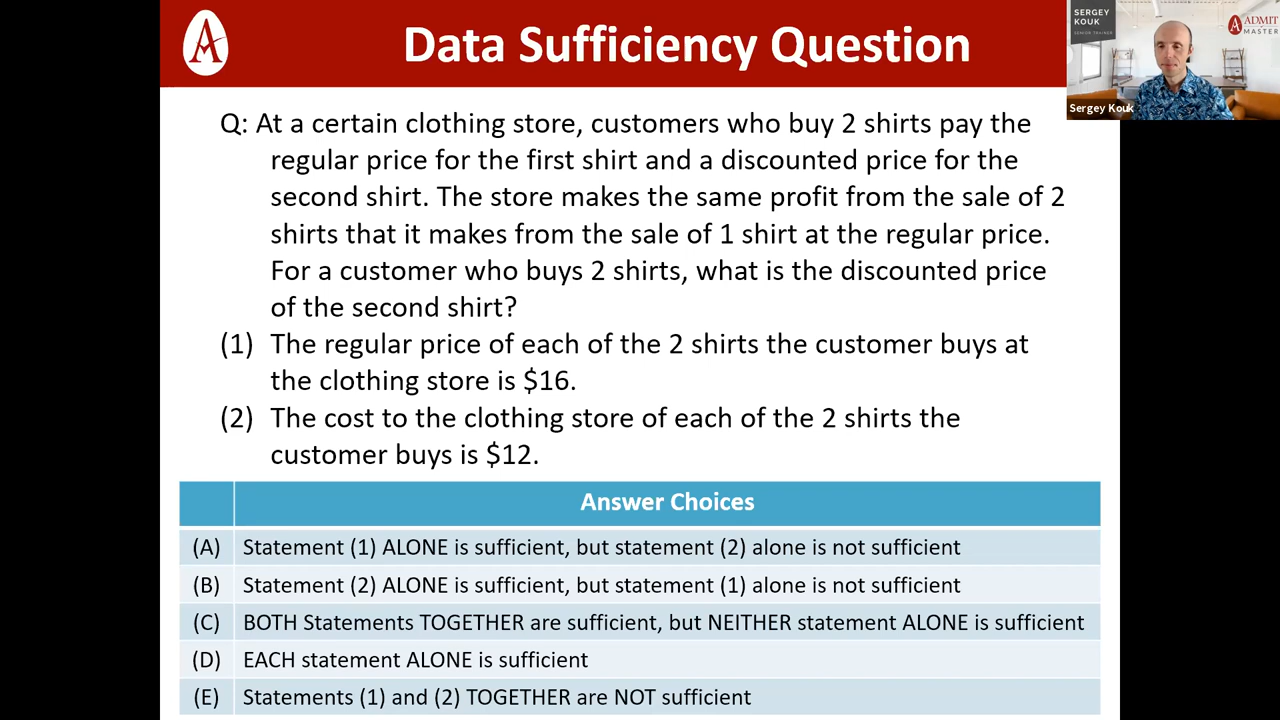 Data Sufficiency Question
SERGEY
KOUK
SENIOR TRAINER
ADMIT
MASTER
Sergey Kouk
Q: At a certain clothing store, customers who buy 2 shirts pay the
regular price for the first shirt and a discounted price for the
second shirt. The store makes the same profit from the sale of 2
shirts that it makes from the sale of 1 shirt at the regular price.
For a customer who buys 2 shirts, what is the discounted price
of the second shirt?
(1) The regular price of each of the 2 shirts the customer buys at
the clothing store is $16.
(2) The cost to the clothing store of each of the 2 shirts the
customer buys is $12.
Answer Choices
(A) Statement (1) ALONE is sufficient, but statement (2) alone is not sufficient
(B) Statement (2) ALONE is sufficient, but statement (1) alone is not sufficient
(C) BOTH Statements TOGETHER are sufficient, but NEITHER statement ALONE is sufficient
(D) EACH statement ALONE is sufficient
(E) Statements (1) and (2) TOGETHER are NOT sufficient